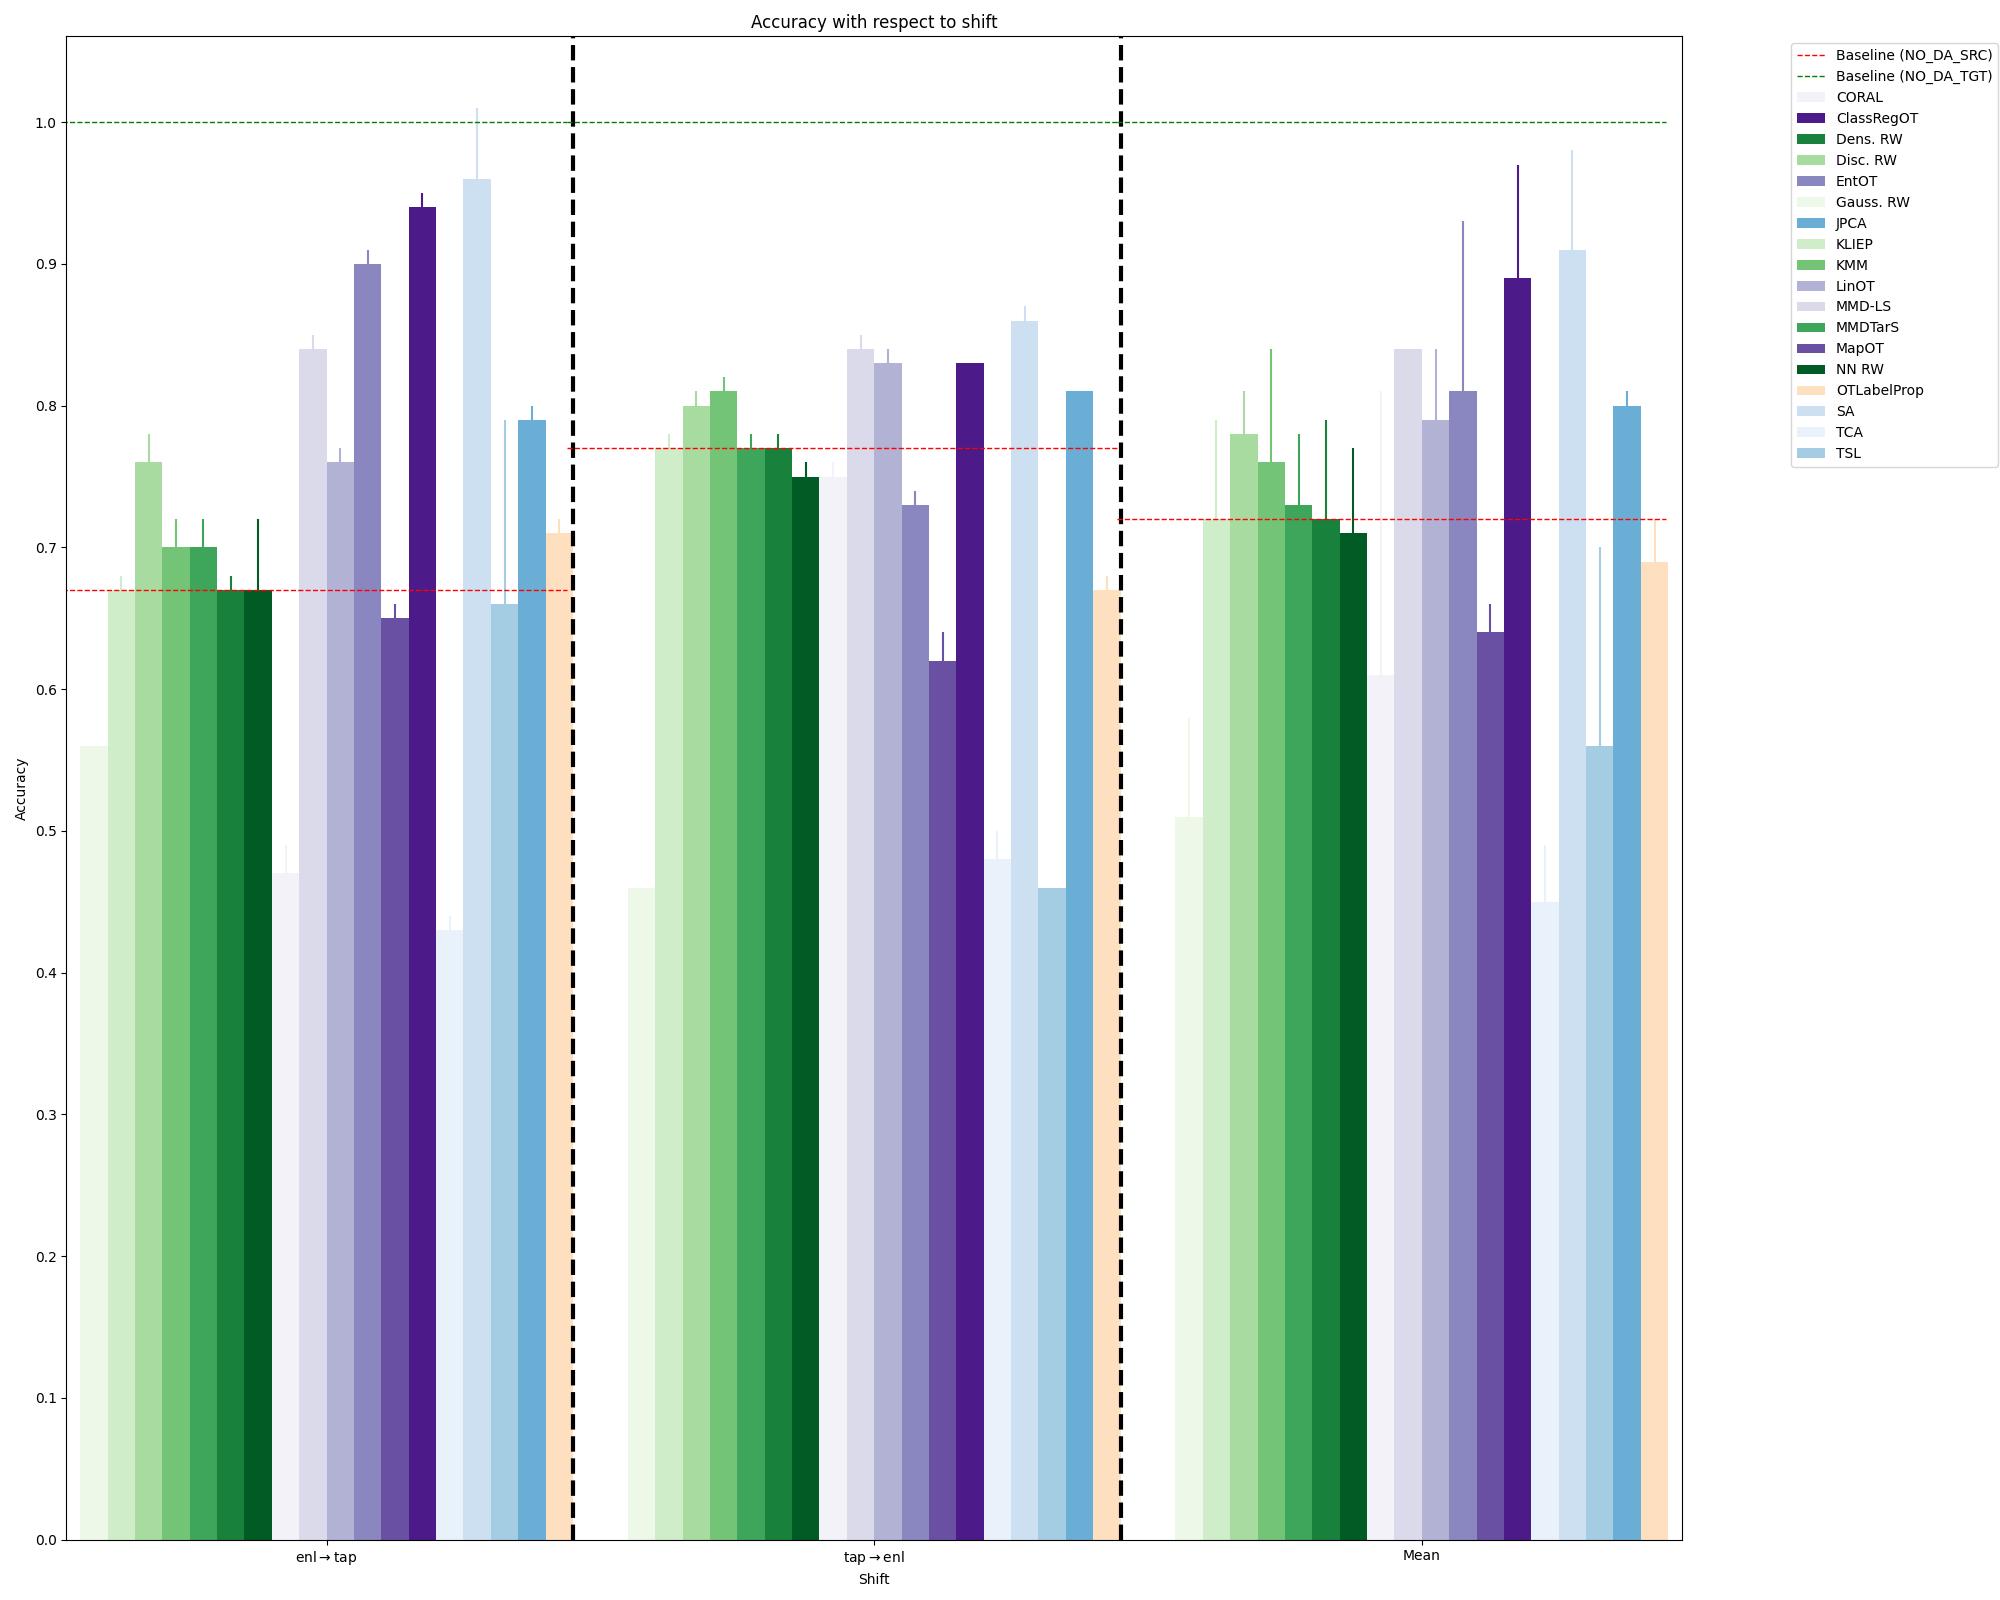 Accuracy with respect to shift
Accuracy
1.0
0.9
0.8
0.7
0.6
0.5
0.4
0.3
0.2
0.1
0.0
enl→tap
tap→enl
Mean
Shift
Baseline (NO_DA_SRC)
Baseline (NO_DA_TGT)
CORAL
ClassRegOT
Dens. RW
Disc. RW
EntOT
Gauss. RW
JPCA
KLIEP
KMM
LinOT
MMD-LS
MMDTarS
MapOT
NN RW
OTLabelProp
SA
TCA
TSL